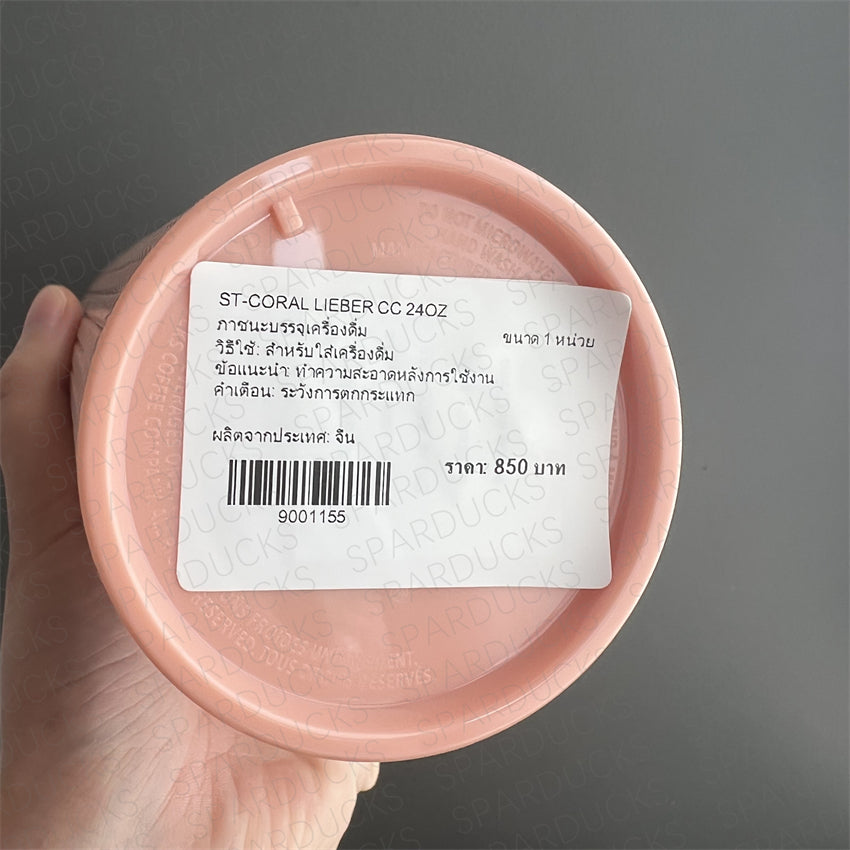 ST-CORAL LIEBER CC 24OZ
ภาชนะบรรจุเครื่องดื่ม
ขนาด 1 หน่วย
วิธีใช้: สำหรับใส่เครื่องดื่ม
ข้อแนะนำ: ทำความสะอาดหลังการใช้งาน
คำเตือน: ระวังการตกกระแทก
ผลิตจากประเทศ: จีน
ราคา: 850 บาท
9001155
DO NOT MICROWAVE
HAND WASH
COFFEE
RESERVED. TOUS RESERVES
SPARDUCKS